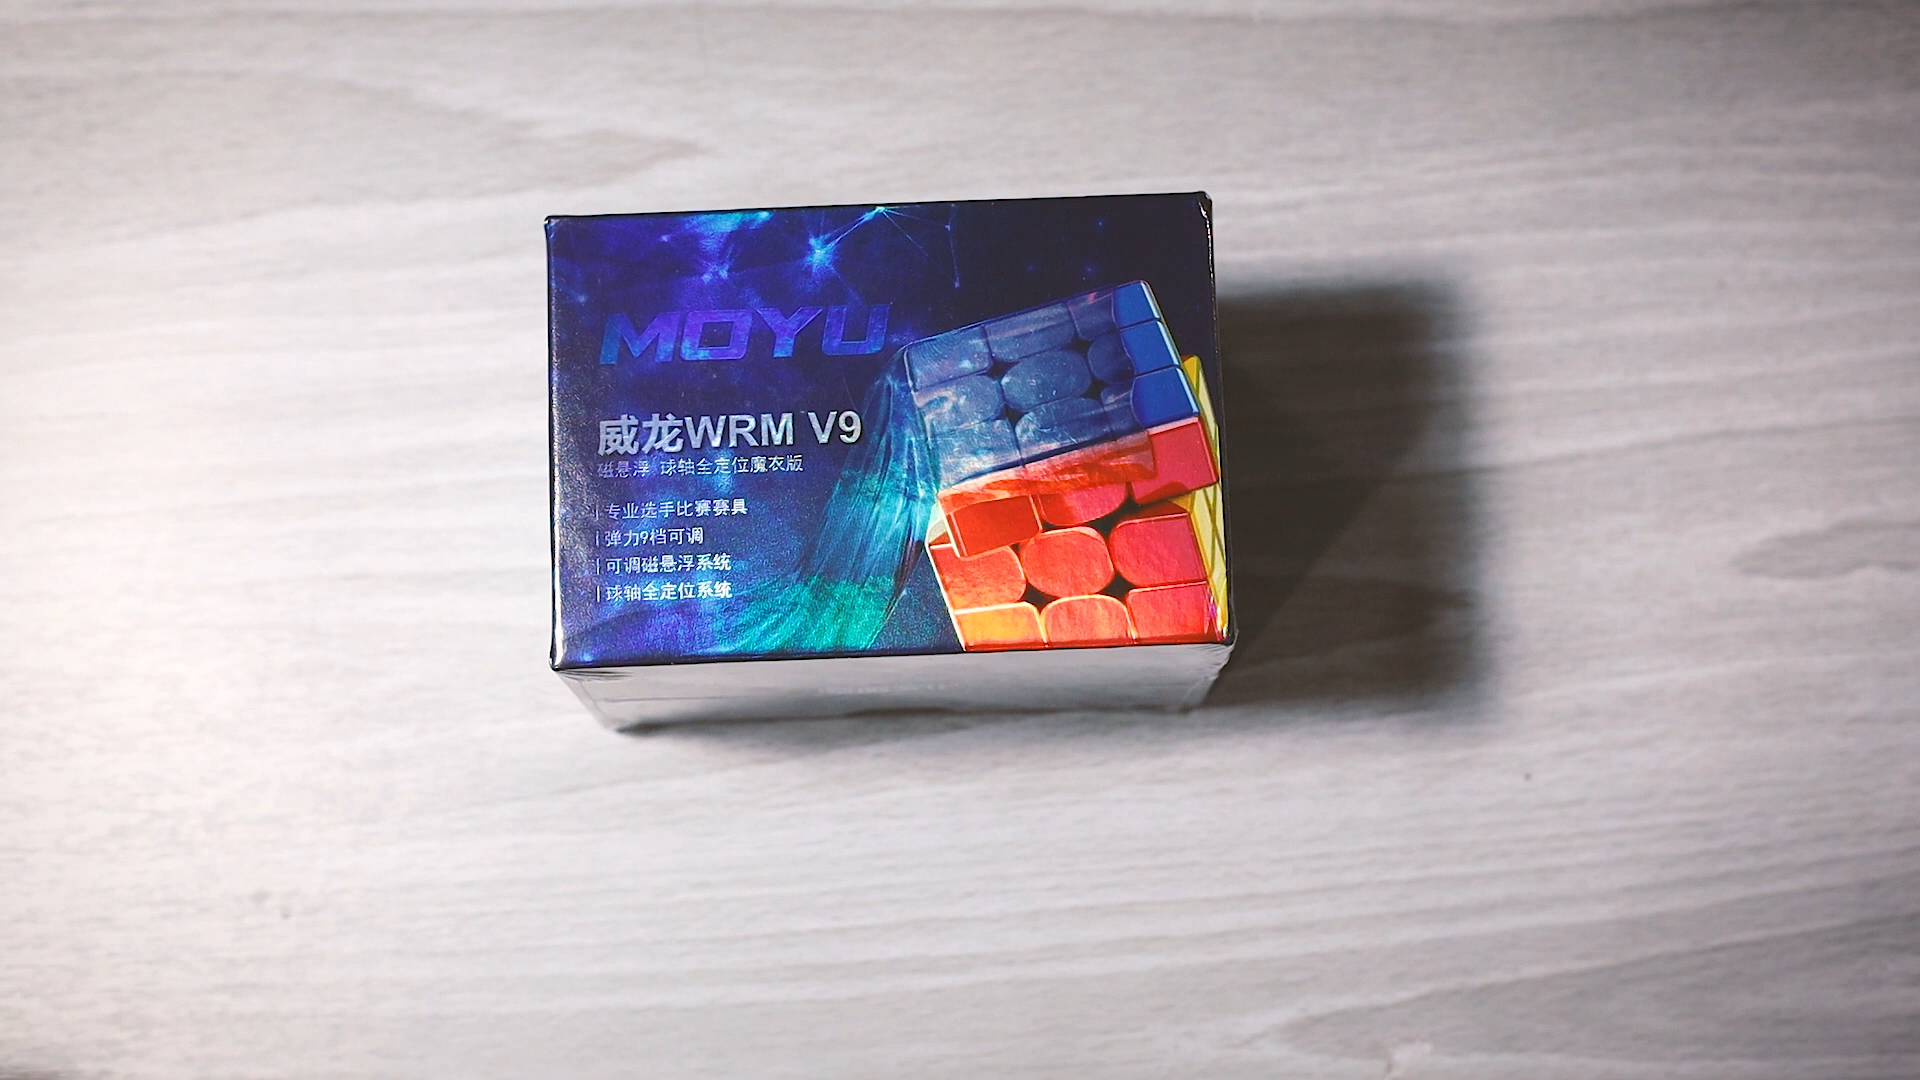 MOYU
威龙WRM V9
磁悬浮 球轴全定位魔衣版
专业选手比赛赛具
弹力9档可调
可调磁悬浮系统
球轴全定位系统